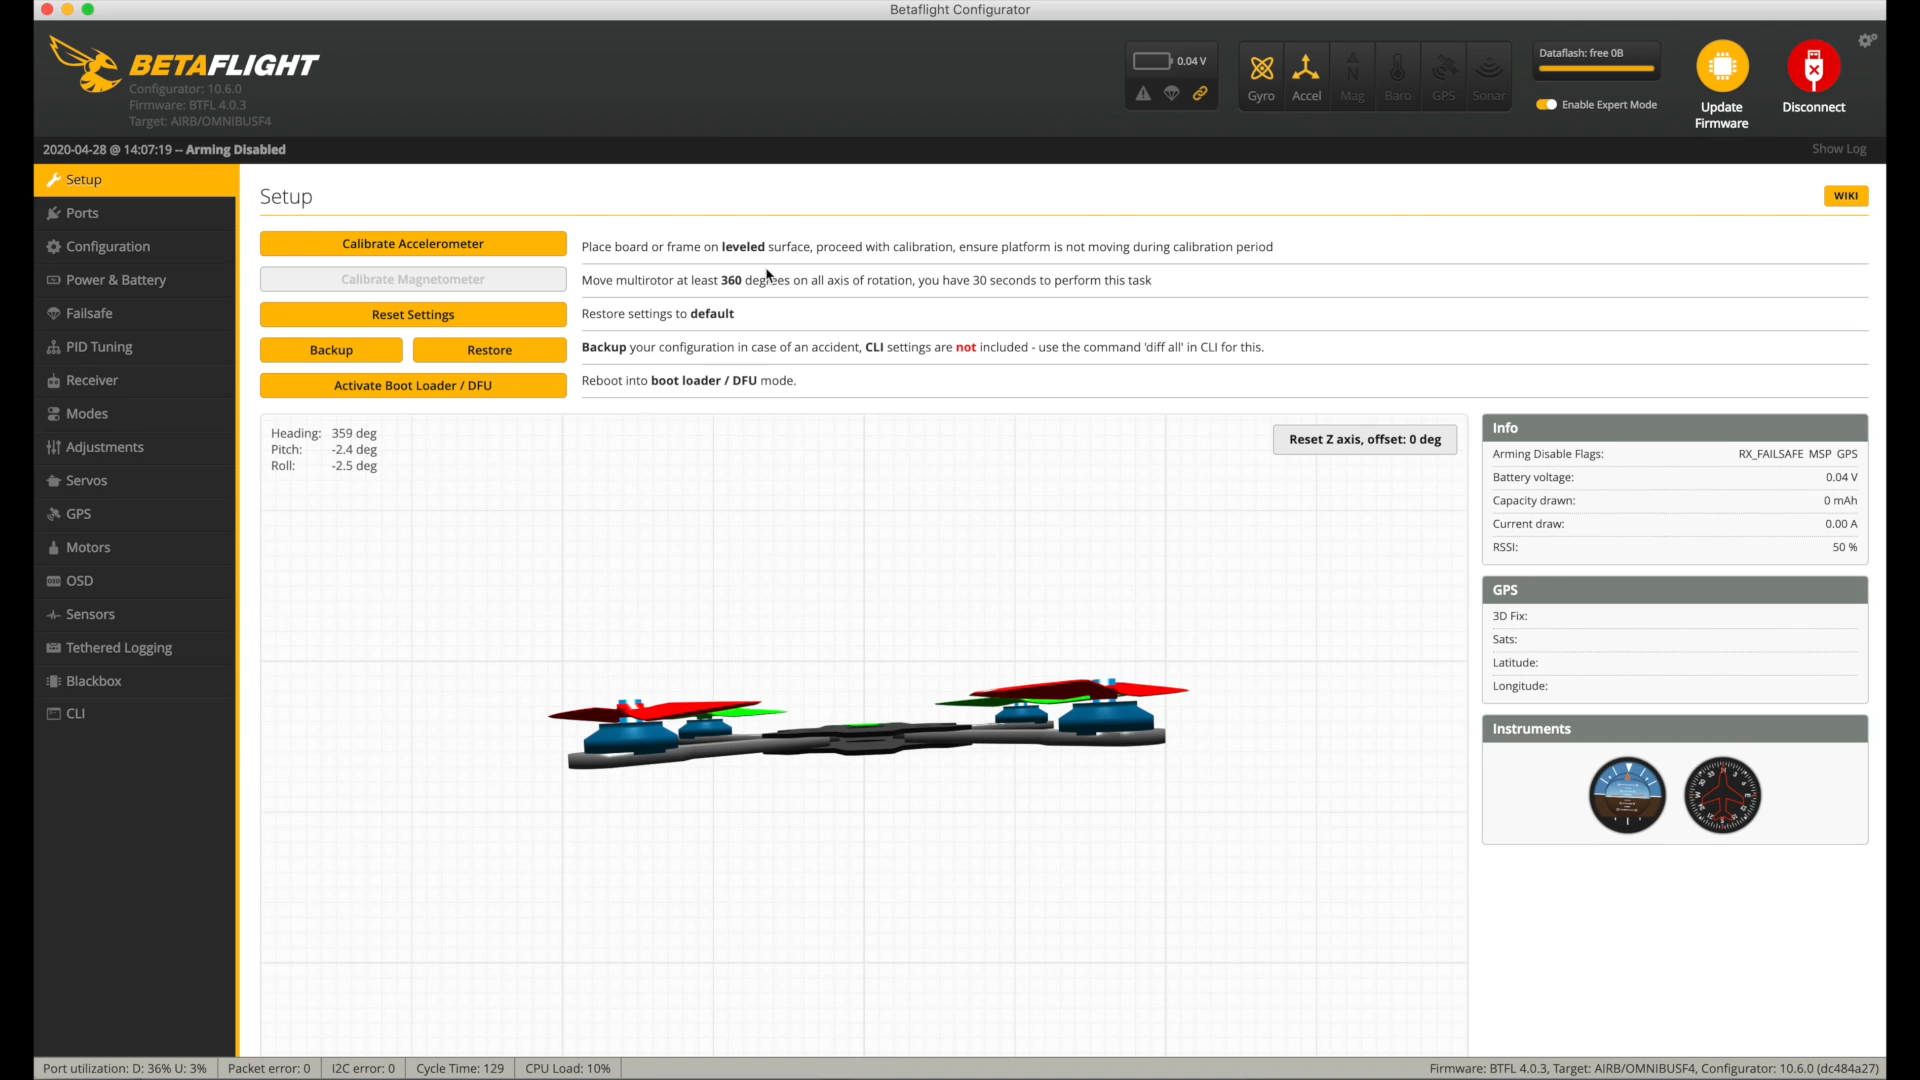 Betaflight Configurator
BETAFLIGHT
Configurator: 10.6.0
Firmware: BTFL 4.0.3
Target: AIRB/OMNIBUSF4
0.04 V
Gyro Accel Mag Baro GPS Sonar
Dataflash: free 0B
Enable Expert Mode
Update
Firmware
Disconnect
2020-04-28 @ 14:07:19 -- Arming Disabled
Show Log
Setup
Ports
Configuration
Power & Battery
Failsafe
PID Tuning
Receiver
Modes
Adjustments
Servos
GPS
Motors
OSD
Sensors
Tethered Logging
Blackbox
CLI
Setup
WIKI
Calibrate Accelerometer
Place board or frame on leveled surface, proceed with calibration, ensure platform is not moving during calibration period
Calibrate Magnetometer
Move multirotor at least 360 degrees on all axis of rotation, you have 30 seconds to perform this task
Reset Settings
Restore settings to default
Backup Restore
Backup your configuration in case of an accident, CLI settings are not included - use the command 'diff all' in CLI for this.
Activate Boot Loader / DFU
Reboot into boot loader / DFU mode.
Heading: 359 deg
Pitch: -2.4 deg
Roll: -2.5 deg
Reset Z axis, offset: 0 deg
Info
Arming Disable Flags: RX_FAILSAFE MSP GPS
Battery voltage: 0.04 V
Capacity drawn: 0 mAh
Current draw: 0.00 A
RSSI: 50 %
GPS
3D Fix:
Sats:
Latitude:
Longitude:
Instruments
Port utilization: D: 36% U: 3% Packet error: 0 I2C error: 0 Cycle Time: 129 CPU Load: 10%
Firmware: BTFL 4.0.3, Target: AIRB/OMNIBUSF4, Configurator: 10.6.0 (dc484a27)